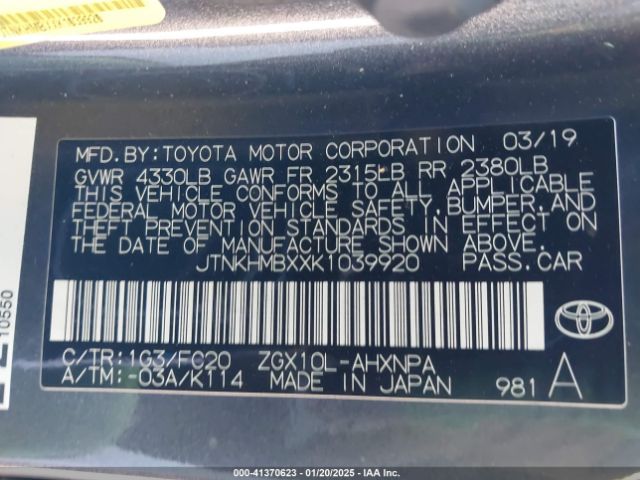 MFD.BY:TOYOTA MOTOR CORPORATION 03/19
GVWR 4330LB GAWR FR 2315LB RR 2380LB
THIS VEHICLE CONFORMS TO ALL APPLICABLE
FEDERAL MOTOR VEHICLE SAFETY,BUMPER,AND
THEFT PREVENTION STANDARDS IN EFFECT ON
THE DATE OF MANUFACTURE SHOWN ABOVE.
JTNKHMBXXK1039920 PASS.CAR
C/TR:1G3/FC20 ZGX10L-AHXNPA
A/TM:-03A/K114 MADE IN JAPAN 981 A
10550
000-41370623 — 01/20/2025 — IAA Inc.